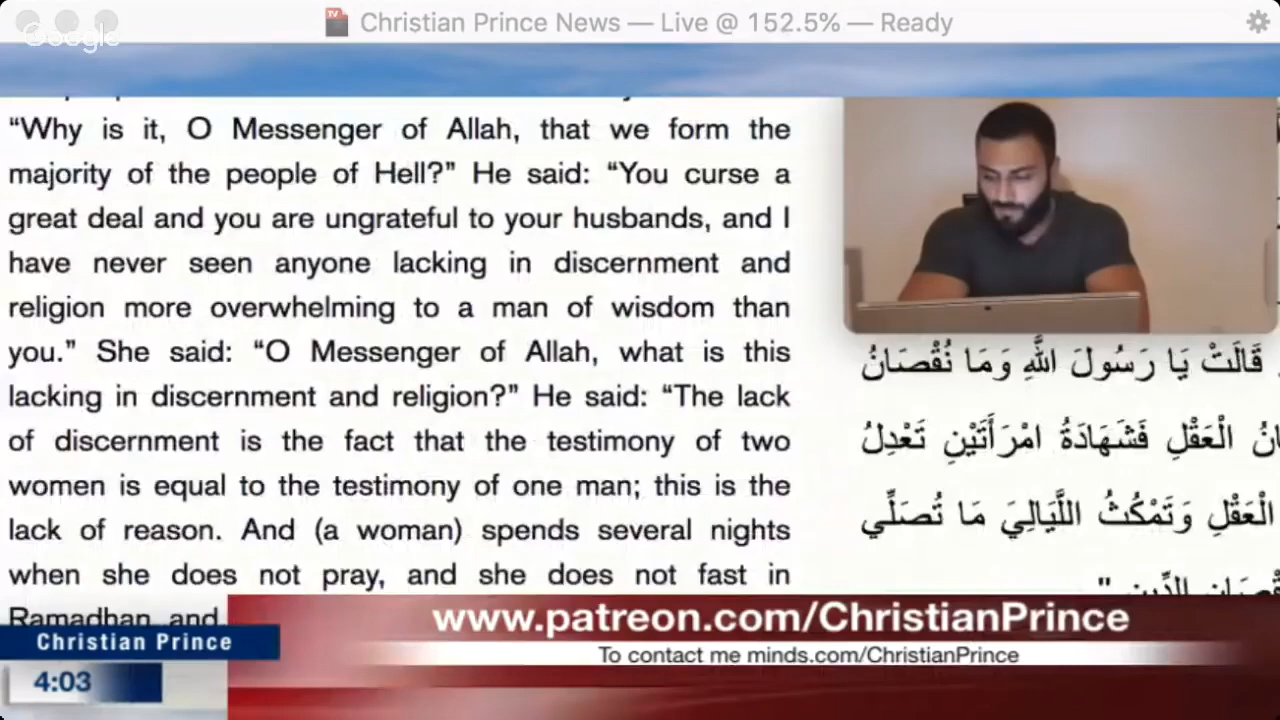 Christian Prince News — Live @ 152.5% — Ready
Google
“Why is it, O Messenger of Allah, that we form the
majority of the people of Hell?” He said: “You curse a
great deal and you are ungrateful to your husbands, and I
have never seen anyone lacking in discernment and
religion more overwhelming to a man of wisdom than
you.” She said: “O Messenger of Allah, what is this
lacking in discernment and religion?” He said: “The lack
of discernment is the fact that the testimony of two
women is equal to the testimony of one man; this is the
lack of reason. And (a woman) spends several nights
when she does not pray, and she does not fast in
Ramadhan and
قَالَتْ يَا رَسُولَ اللَّهِ وَمَا نُقْصَانُ
الْعَقْلِ فَشَهَادَةُ امْرَأَتَيْنِ تَعْدِلُ
الْعَقْلِ وَتَمْكُثُ اللَّيَالِيَ مَا تُصَلِّي
الدِّينِ "
www.patreon.com/ChristianPrince
To contact me minds.com/ChristianPrince
Christian Prince
4:03